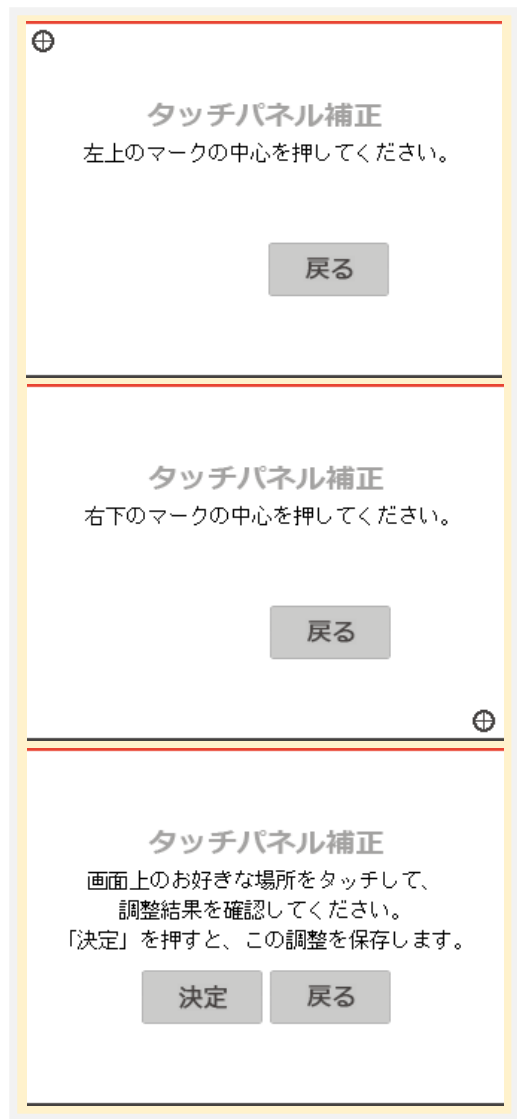 タッチパネル補正
左上のマークの中心を押してください。
戻る
タッチパネル補正
右下のマークの中心を押してください。
戻る
タッチパネル補正
画面上のお好きな場所をタッチして、
調整結果を確認してください。
「決定」を押すと、この調整を保存します。
決定 戻る